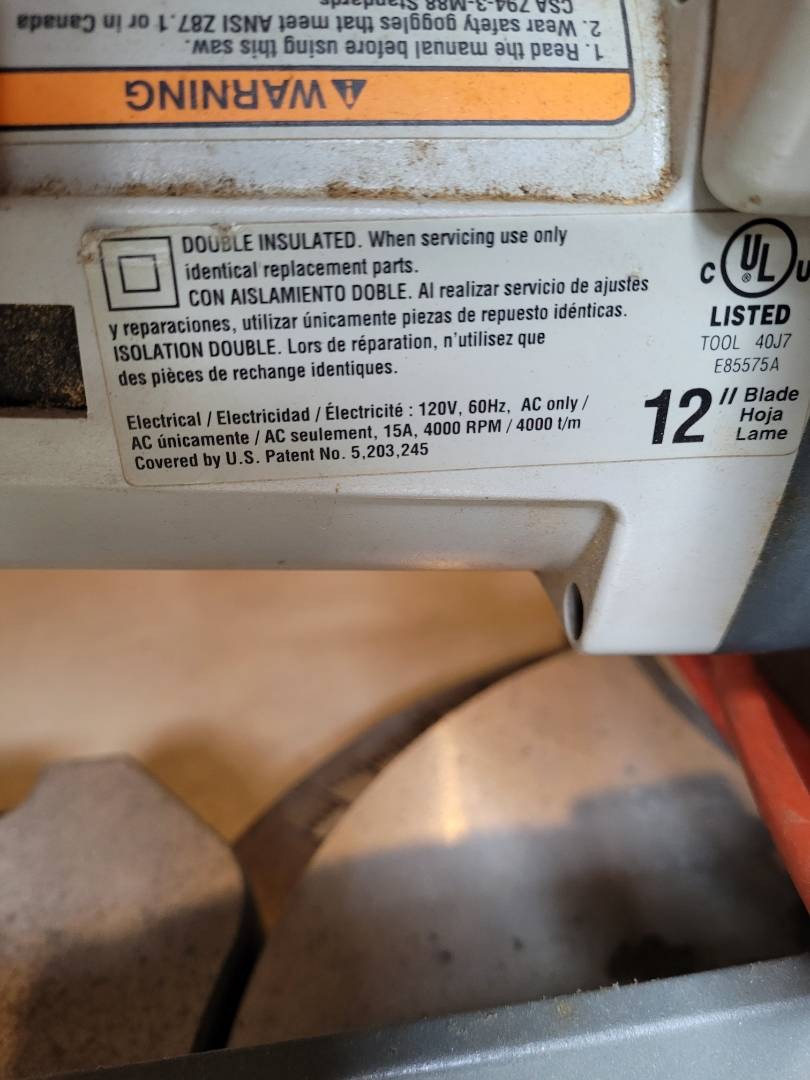 WARNING
1. Read the manual before using this saw.
2. Wear safety goggles that meet ANSI Z87.1 or in Canada
CSA Z94-3-M88 Standards
DOUBLE INSULATED. When servicing use only
identical replacement parts.
CON AISLAMIENTO DOBLE. Al realizar servicio de ajustes
y reparaciones, utilizar únicamente piezas de repuesto idénticas.
ISOLATION DOUBLE. Lors de réparation, n'utilisez que
des pièces de rechange identiques.
Electrical / Electricidad / Électricité : 120V, 60Hz, AC only /
AC únicamente / AC seulement, 15A, 4000 RPM / 4000 t/m
Covered by U.S. Patent No. 5,203,245
C UL ® U
LISTED
TOOL 40J7
E85575A
12" Blade
Hoja
Lame